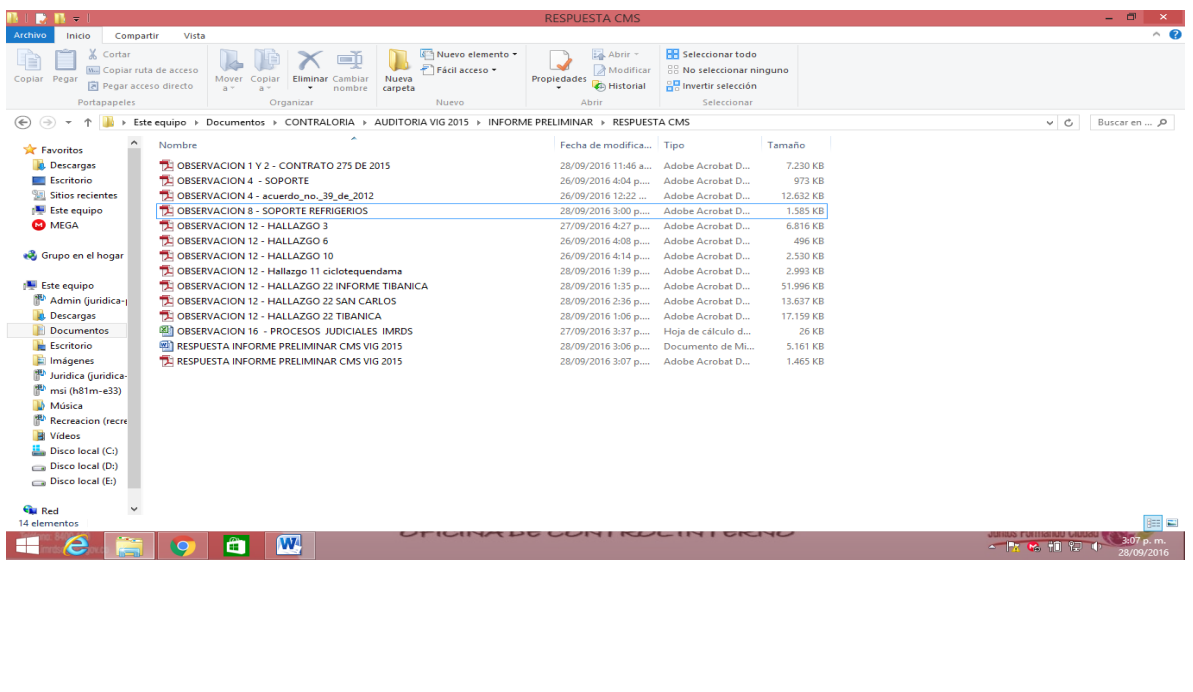 RESPUESTA CMS
Archivo Inicio Compartir Vista
Copiar Pegar Cortar Copiar ruta de acceso Pegar acceso directo
Portapapeles
Mover a Copiar a Eliminar Cambiar nombre
Organizar
Nueva carpeta Nuevo elemento Fácil acceso
Nuevo
Propiedades Abrir Modificar Historial
Abrir
Seleccionar todo No seleccionar ninguno Invertir selección
Seleccionar
Este equipo Documentos CONTRALORIA AUDITORIA VIG 2015 INFORME PRELIMINAR RESPUESTA CMS Buscar en ...
Favoritos
Descargas
Escritorio
Sitios recientes
Este equipo
MEGA
Grupo en el hogar
Este equipo
Admin (juridica-p
Descargas
Documentos
Escritorio
Imágenes
Juridica (juridica-
msi (h81m-e33)
Música
Recreacion (recre
Vídeos
Disco local (C:)
Disco local (D:)
Disco local (E:)
Red
Nombre Fecha de modifica... Tipo Tamaño
OBSERVACION 1 Y 2 - CONTRATO 275 DE 2015 28/09/2016 11:46 a... Adobe Acrobat D... 7.230 KB
OBSERVACION 4 - SOPORTE 26/09/2016 4:04 p.... Adobe Acrobat D... 973 KB
OBSERVACION 4 - acuerdo_no._39_de_2012 26/09/2016 12:22 ... Adobe Acrobat D... 12.632 KB
OBSERVACION 8 - SOPORTE REFRIGERIOS 28/09/2016 3:00 p.... Adobe Acrobat D... 1.585 KB
OBSERVACION 12 - HALLAZGO 3 27/09/2016 4:27 p.... Adobe Acrobat D... 6.816 KB
OBSERVACION 12 - HALLAZGO 6 26/09/2016 4:08 p.... Adobe Acrobat D... 496 KB
OBSERVACION 12 - HALLAZGO 10 26/09/2016 4:14 p.... Adobe Acrobat D... 2.530 KB
OBSERVACION 12 - Hallazgo 11 ciclotequendama 28/09/2016 1:39 p.... Adobe Acrobat D... 2.993 KB
OBSERVACION 12 - HALLAZGO 22 INFORME TIBANICA 28/09/2016 1:35 p.... Adobe Acrobat D... 51.996 KB
OBSERVACION 12 - HALLAZGO 22 SAN CARLOS 28/09/2016 2:36 p.... Adobe Acrobat D... 13.637 KB
OBSERVACION 12 - HALLAZGO 22 TIBANICA 28/09/2016 1:06 p.... Adobe Acrobat D... 17.159 KB
OBSERVACION 16 - PROCESOS JUDICIALES IMRDS 27/09/2016 3:37 p.... Hoja de cálculo d... 26 KB
RESPUESTA INFORME PRELIMINAR CMS VIG 2015 28/09/2016 3:06 p.... Documento de Mi... 5.161 KB
RESPUESTA INFORME PRELIMINAR CMS VIG 2015 28/09/2016 3:07 p.... Adobe Acrobat D... 1.465 KB
14 elementos
OFICINA DE CONTROL INTERNO
Juntos Formando Ciudad
3:07 p. m.
28/09/2016